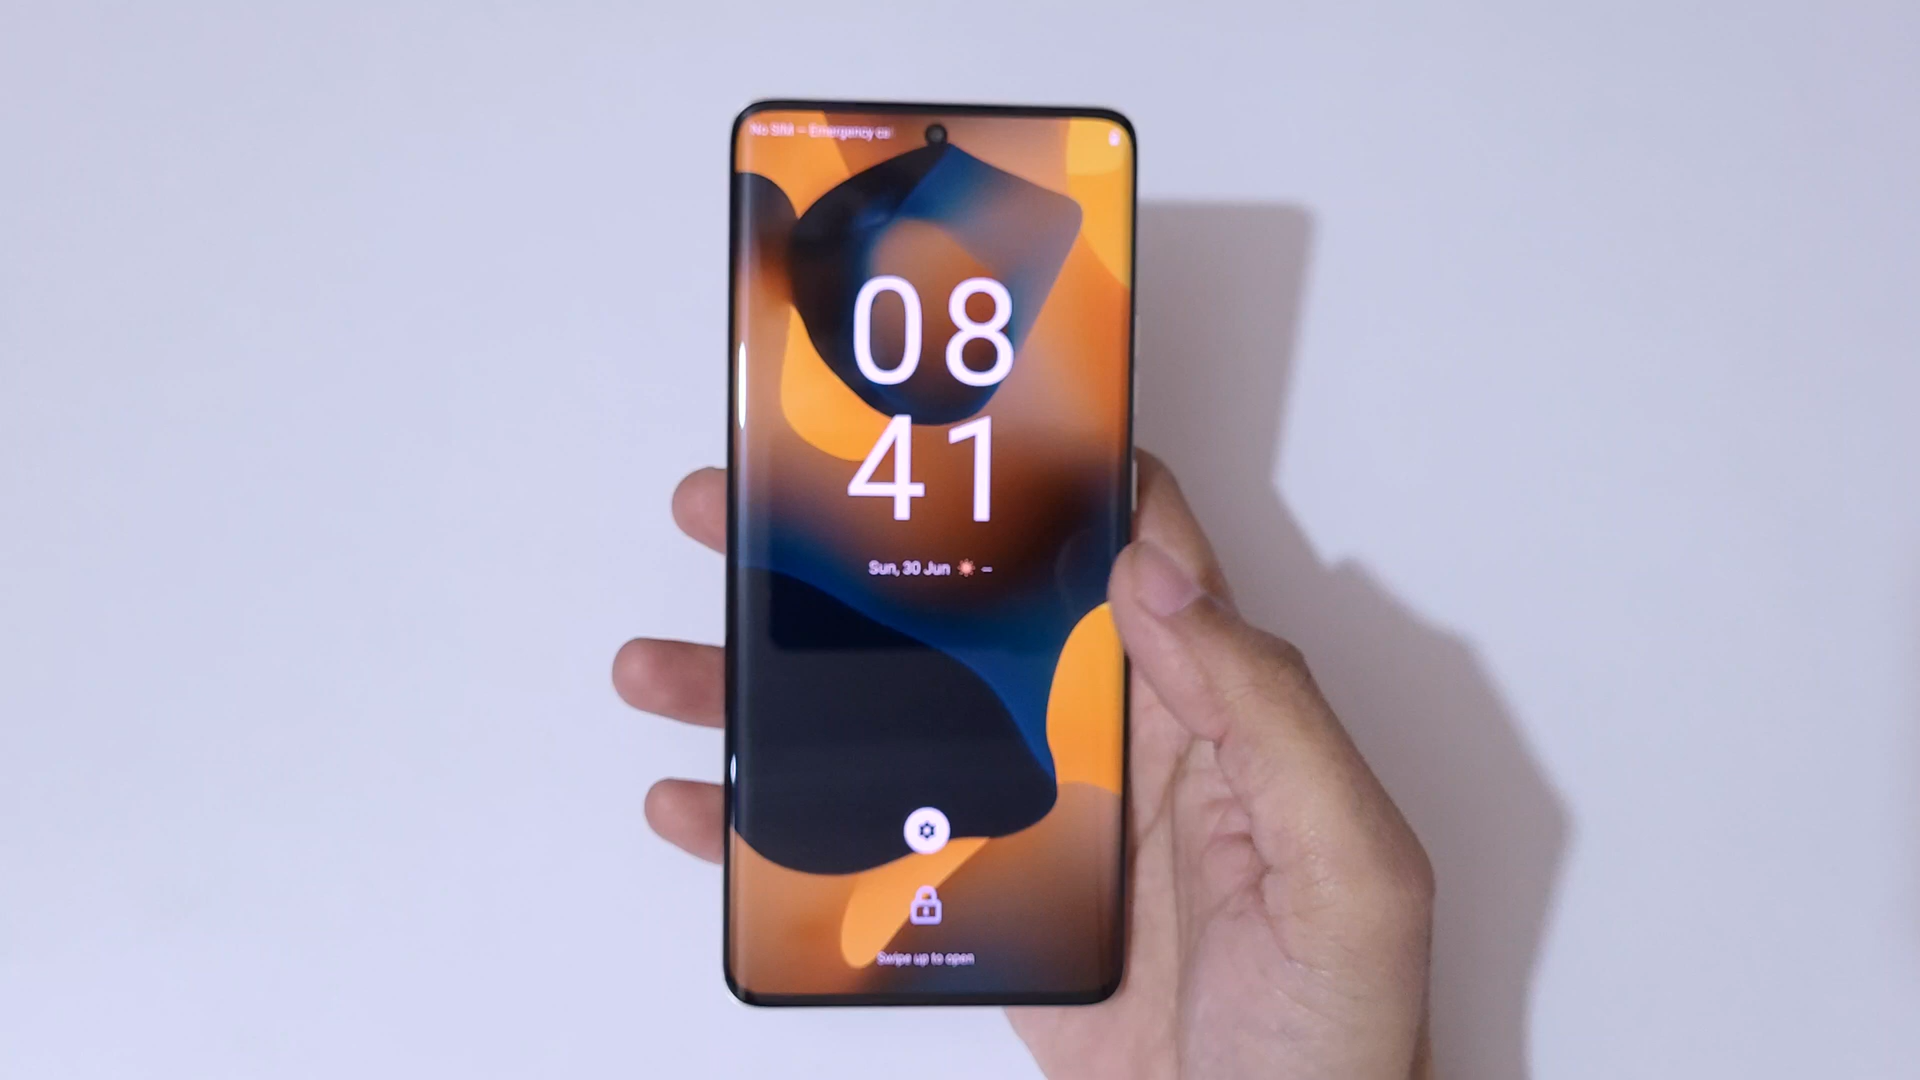 No SIM — Emergency ca
08
41
Sun, 30 Jun –
Swipe up to open